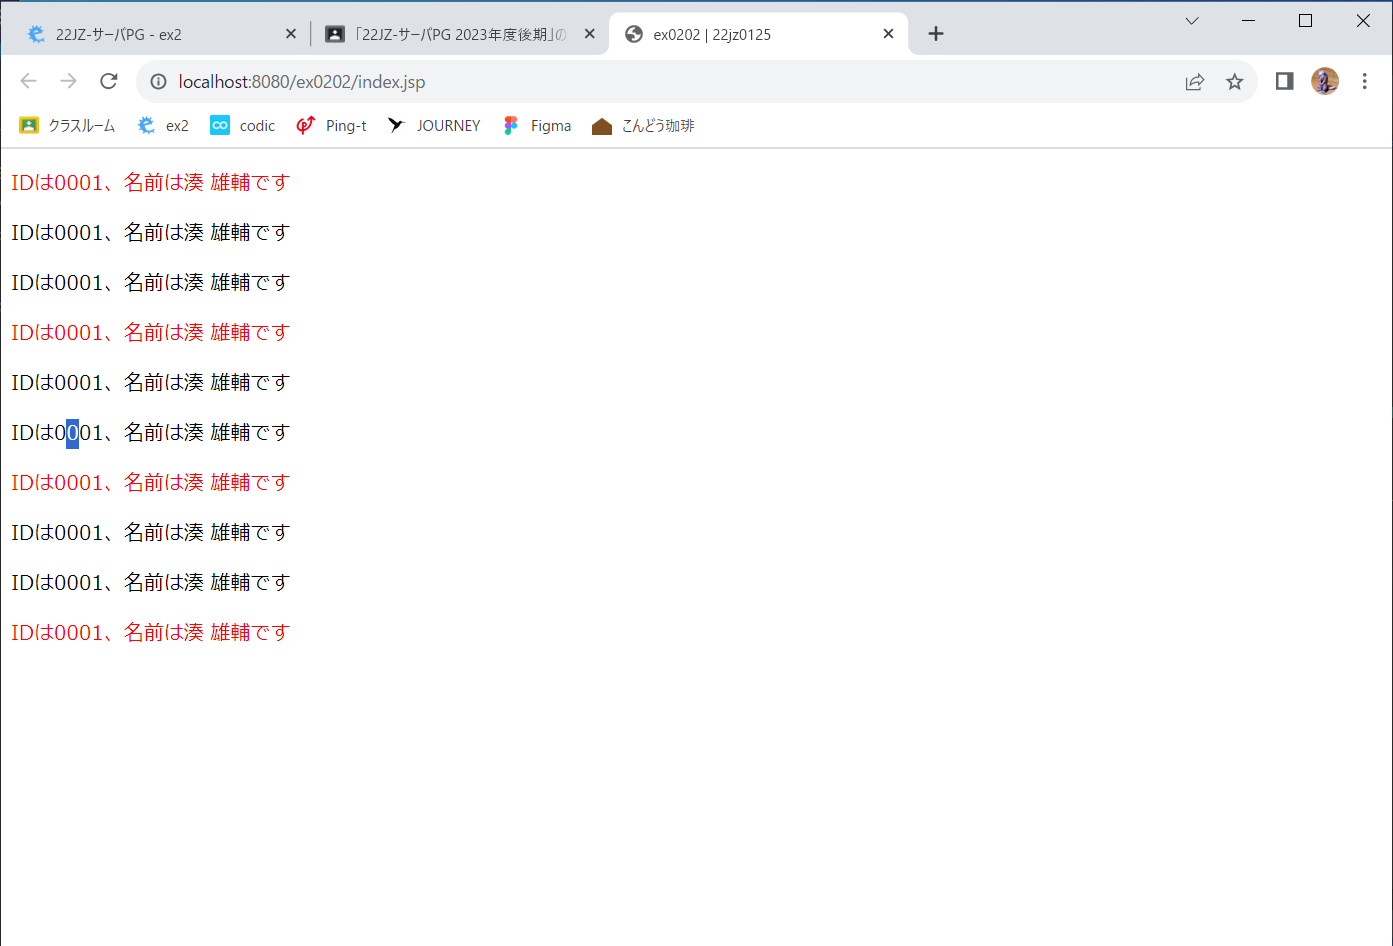 22JZ-サーバPG - ex2
「22JZ-サーバPG 2023年度後期」の
ex0202 | 22jz0125
localhost:8080/ex0202/index.jsp
クラスルーム ex2 codic Ping-t JOURNEY Figma こんどう珈琲
IDは0001、名前は湊 雄輔です
IDは0001、名前は湊 雄輔です
IDは0001、名前は湊 雄輔です
IDは0001、名前は湊 雄輔です
IDは0001、名前は湊 雄輔です
IDは0001、名前は湊 雄輔です
IDは0001、名前は湊 雄輔です
IDは0001、名前は湊 雄輔です
IDは0001、名前は湊 雄輔です
IDは0001、名前は湊 雄輔です